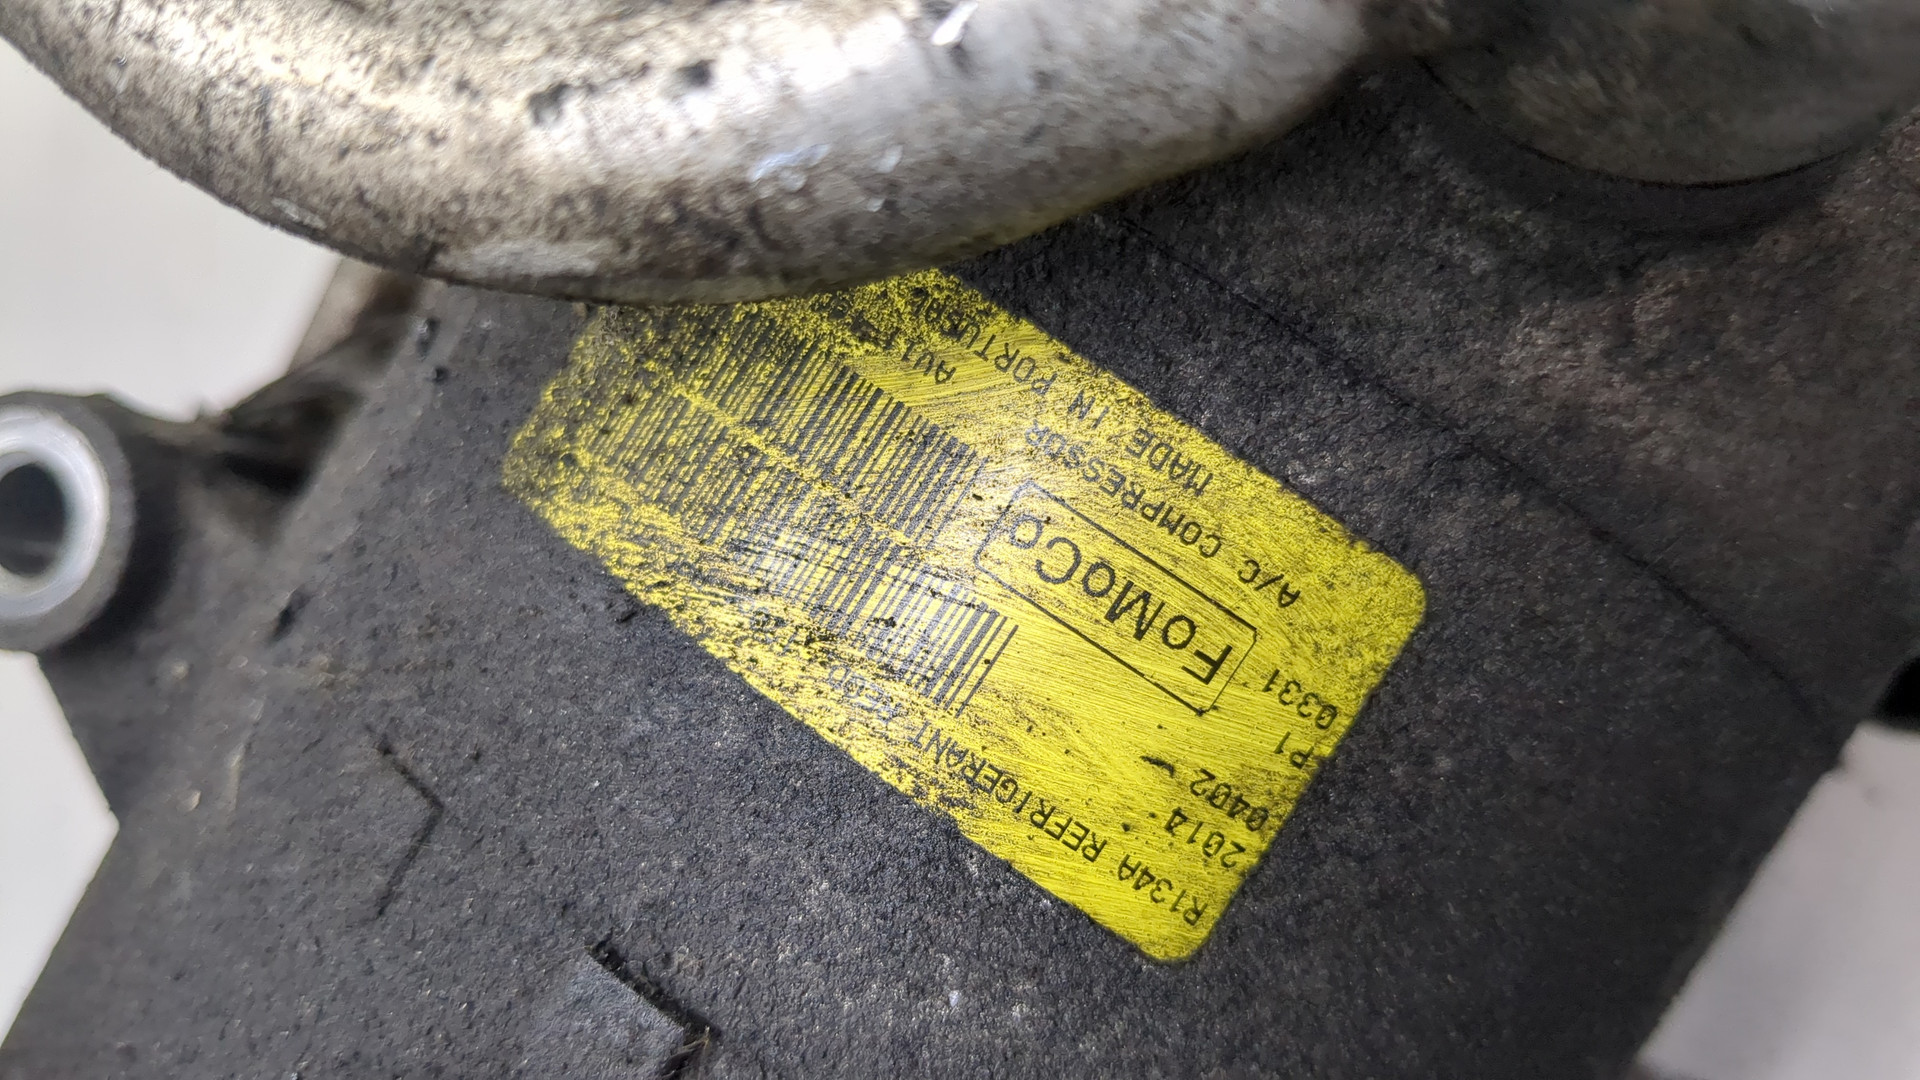 R134A REFRIGERANT
2014
0402
P1
0331
FoMoCo
A/C COMPRESSOR
MADE IN PORTUGAL